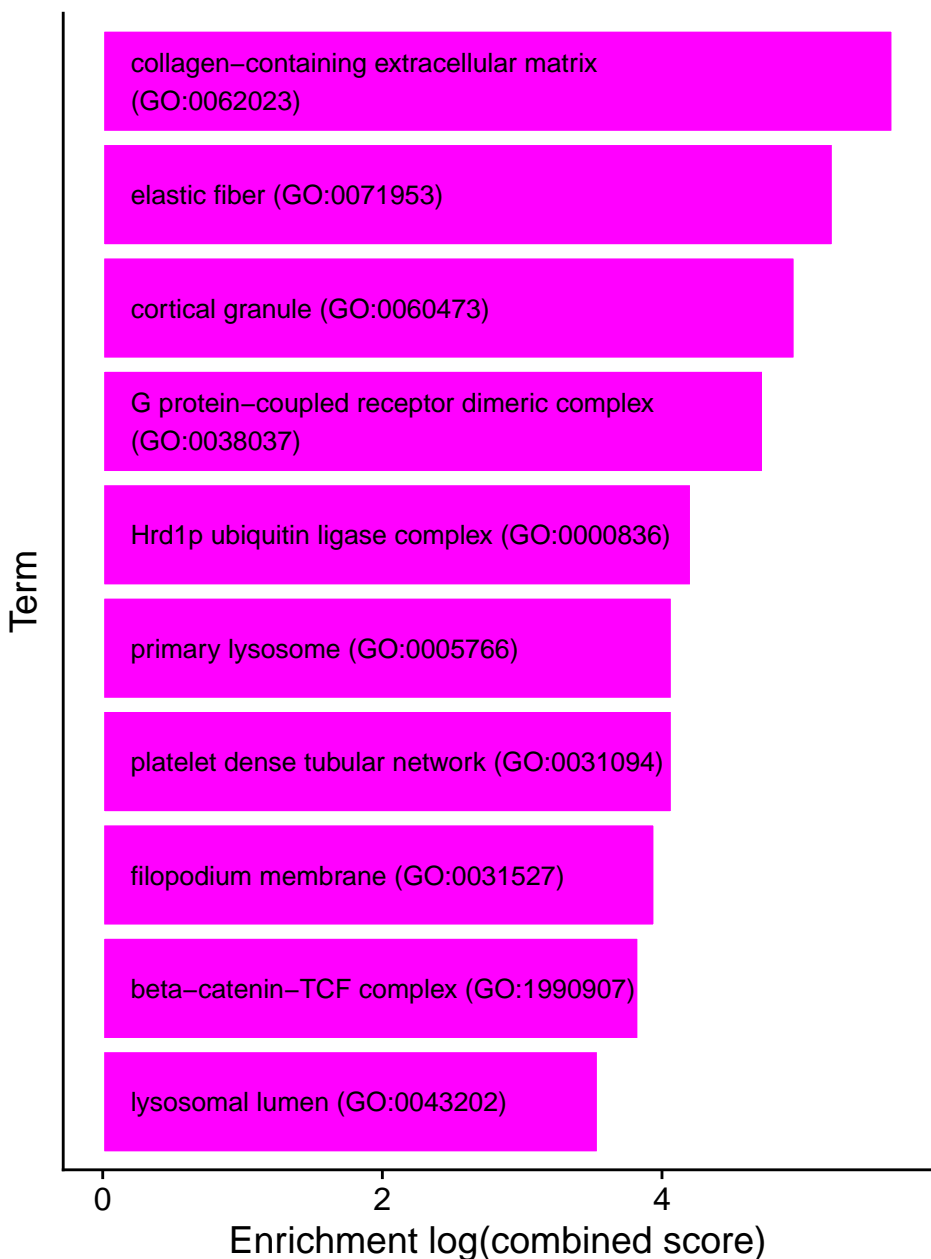 collagen−containing extracellular matrix
(GO:0062023)
elastic fiber (GO:0071953)
cortical granule (GO:0060473)
G protein−coupled receptor dimeric complex
(GO:0038037)
Hrd1p ubiquitin ligase complex (GO:0000836)
primary lysosome (GO:0005766)
platelet dense tubular network (GO:0031094)
filopodium membrane (GO:0031527)
beta−catenin−TCF complex (GO:1990907)
lysosomal lumen (GO:0043202)
Term
0 2 4
Enrichment log(combined score)